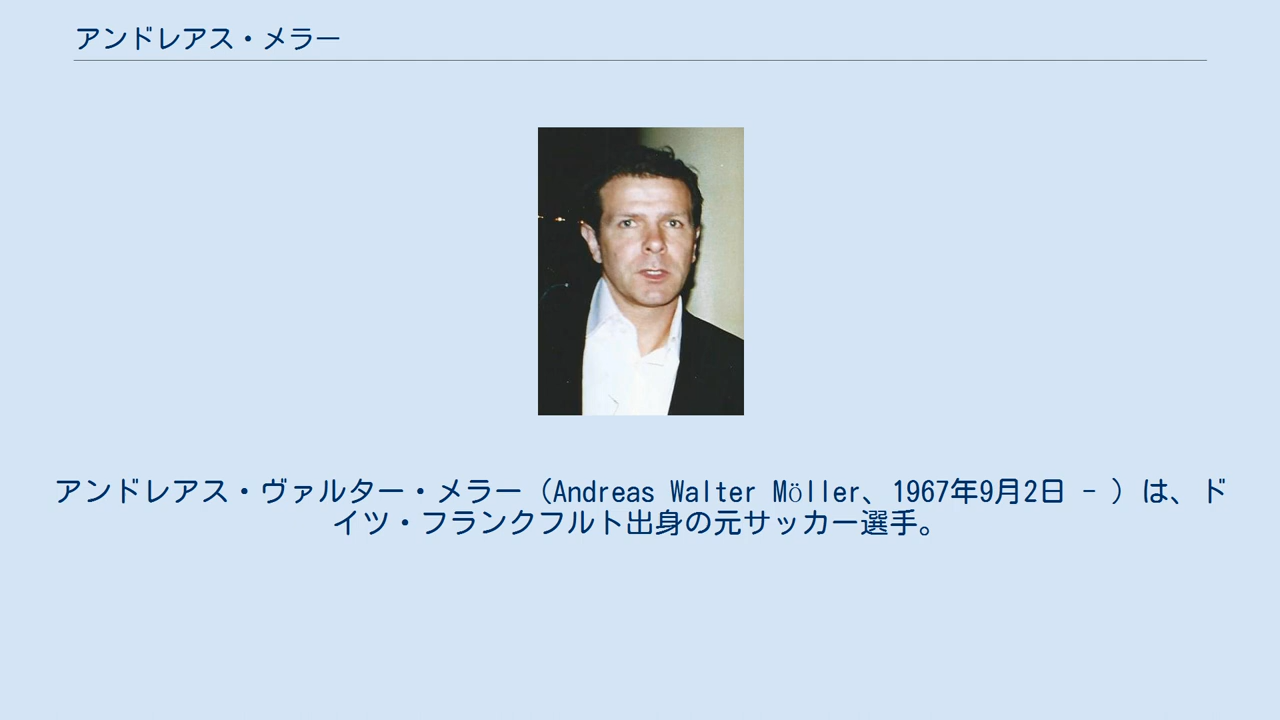 アンドレアス・メラー
アンドレアス・ヴァルター・メラー（Andreas Walter Möller、1967年9月2日 - ）は、ド
イツ・フランクフルト出身の元サッカー選手。